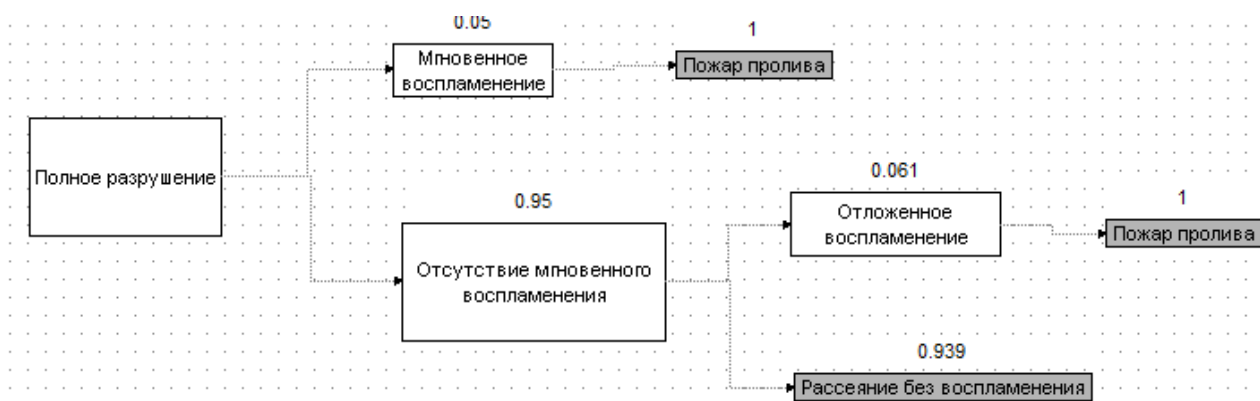 0.05
1
Мгновенное
воспламенение
Пожар пролива
Полное разрушение
0.95
0.061
1
Отсутствие мгновенного
воспламенения
Отложенное
воспламенение
Пожар пролива
0.939
Рассеяние без воспламенения